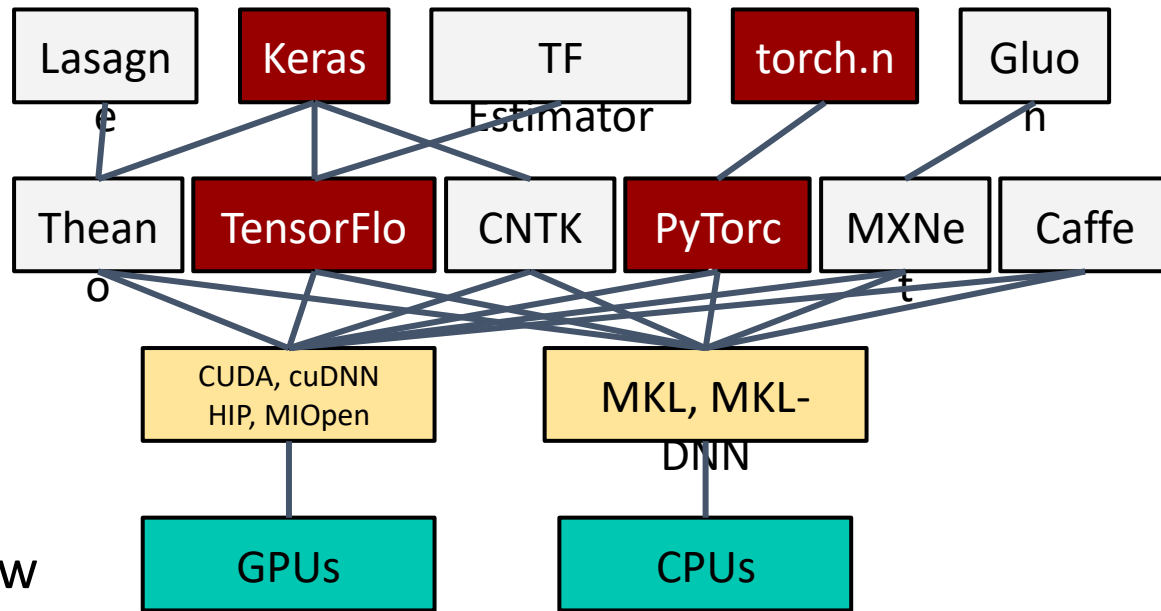 Lasagn
e
Keras
TF
Estimator
torch.n
Gluo
n
Thean
o
TensorFlo
CNTK
PyTorc
MXNe
t
Caffe
CUDA, cuDNN
HIP, MIOpen
MKL, MKL-
DNN
w
GPUs
CPUs